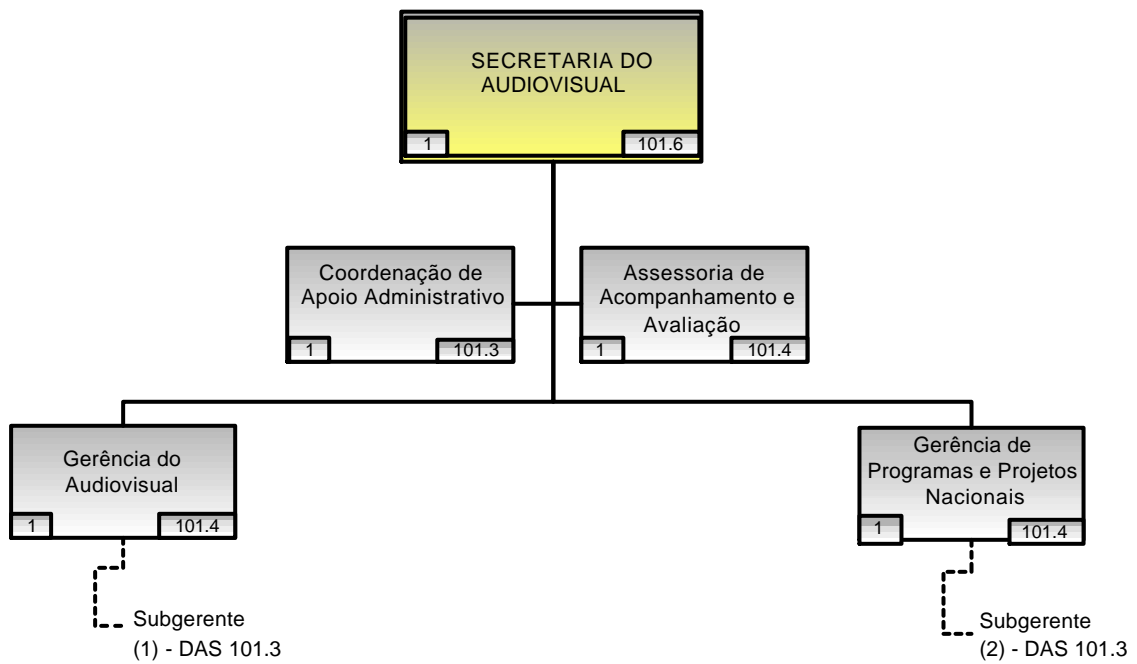 SECRETARIA DO
AUDIOVISUAL
1 101.6
Coordenação de
Apoio Administrativo
1 101.3
Assessoria de
Acompanhamento e
Avaliação
1 101.4
Gerência do
Audiovisual
1 101.4
Gerência de
Programas e Projetos
Nacionais
1 101.4
Subgerente
(1) - DAS 101.3
Subgerente
(2) - DAS 101.3